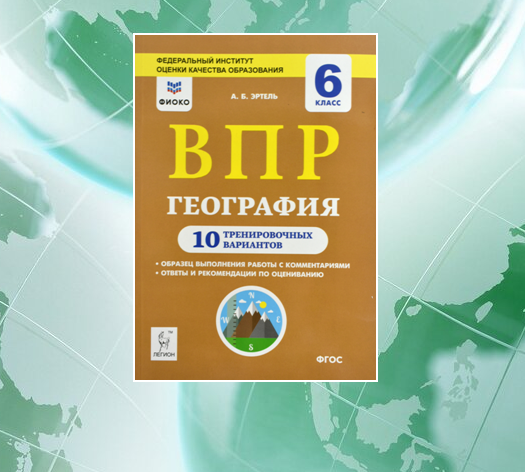 ФЕДЕРАЛЬНЫЙ ИНСТИТУТ
ОЦЕНКИ КАЧЕСТВА ОБРАЗОВАНИЯ
ФИОКО
6
КЛАСС
А. Б. ЭРТЕЛЬ
ВПР
ГЕОГРАФИЯ
10 ТРЕНИРОВОЧНЫХ
ВАРИАНТОВ
• ОБРАЗЕЦ ВЫПОЛНЕНИЯ РАБОТЫ С КОММЕНТАРИЯМИ
• ОТВЕТЫ И РЕКОМЕНДАЦИИ ПО ОЦЕНИВАНИЮ
N
W E
S
ЛЕГИОН
TM
ФГОС